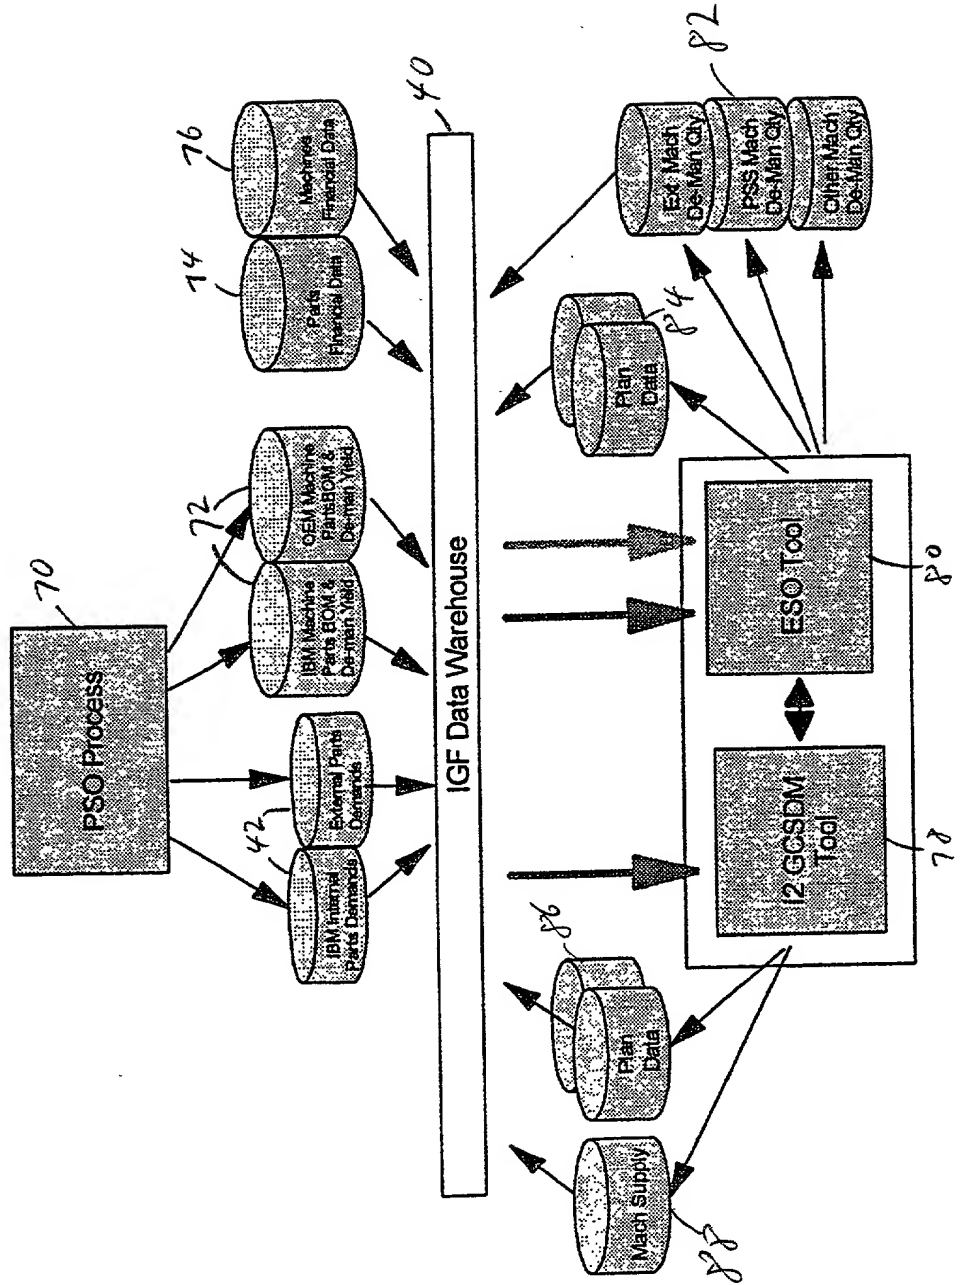 70
PSO Process
42
IBM Internal
Parts Demands
External Parts
Demands
72
IBM Machine
Parts BOM &
De-man Yield
OEM Machine
PartsBOM &
De-man Yield
74
Parts
Financial Data
76
Machines
Financial Data
40
IGF Data Warehouse
88
Mach Supply
86
Plan
Data
84
Plan
Data
82
Ext Mach
De-Man Qty
PSS Mach
De-Man Qty
Other Mach
De-Man Qty
78
I2 GCSDM
Tool
80
ESO Tool